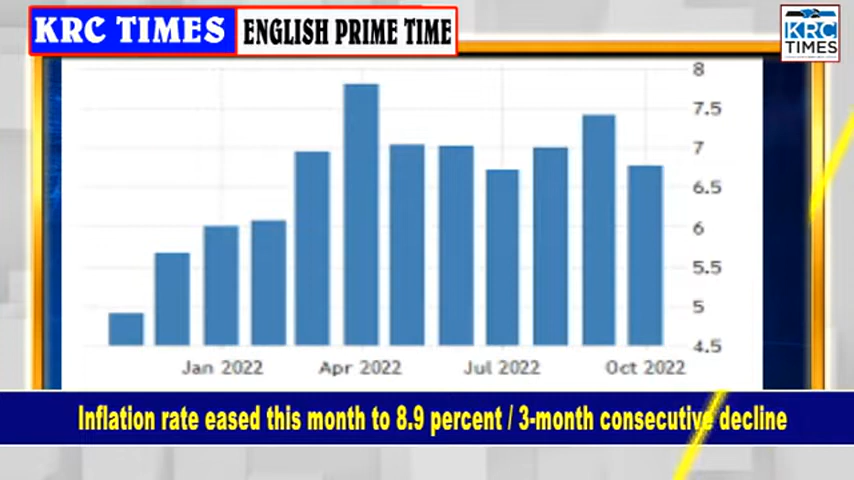 KRC TIMES
ENGLISH PRIME TIME
KRC
TIMES
8
7.5
7
6.5
6
5.5
5
4.5
Jan 2022
Apr 2022
Jul 2022
Oct 2022
Inflation rate eased this month to 8.9 percent / 3-month consecutive decline